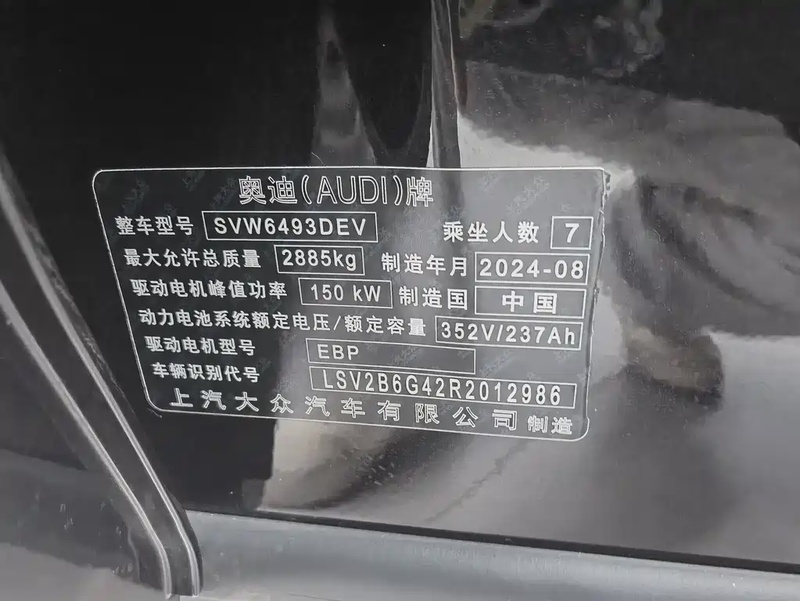 奥迪(AUDI)牌
整车型号 SVW6493DEV 乘坐人数 7
最大允许总质量 2885kg 制造年月 2024-08
驱动电机峰值功率 150 kW 制造国 中国
动力电池系统额定电压/额定容量 352V/237Ah
驱动电机型号 EBP
车辆识别代号 LSV2B6G42R2012986
上汽大众汽车有限公司 制造